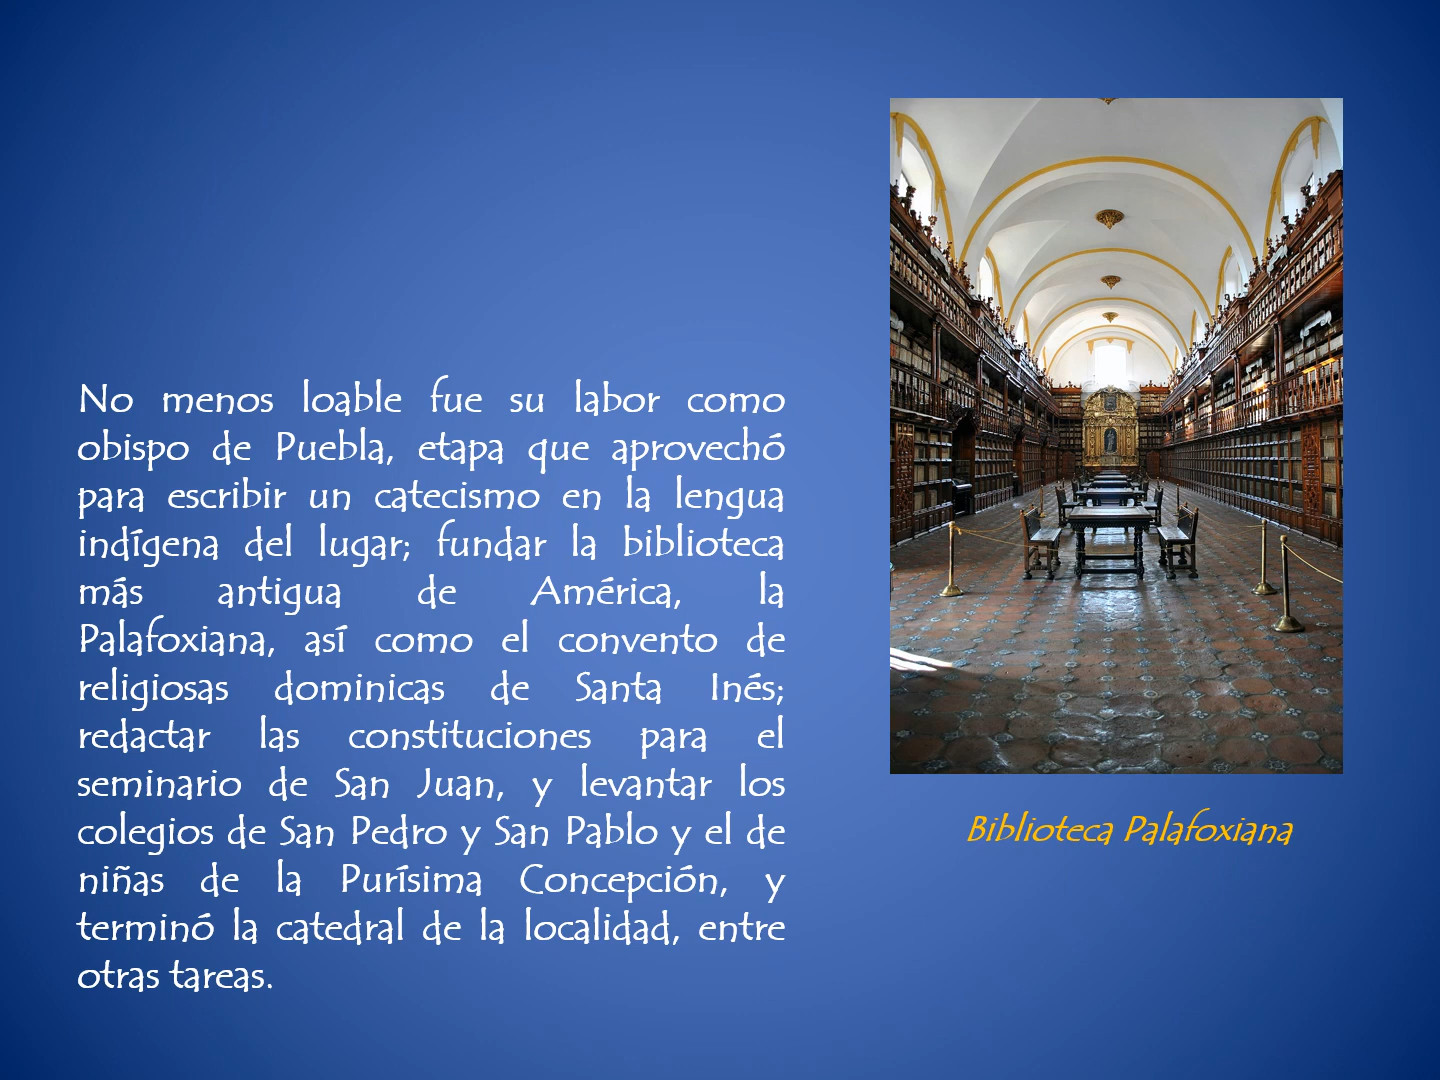 No menos loable fue su labor como
obispo de Puebla, etapa que aprovechó
para escribir un catecismo en la lengua
indígena del lugar; fundar la biblioteca
más antigua de América, la
Palafoxiana, así como el convento de
religiosas dominicas de Santa Inés;
redactar las constituciones para el
seminario de San Juan, y levantar los
colegios de San Pedro y San Pablo y el de
niñas de la Purísima Concepción, y
terminó la catedral de la localidad, entre
otras tareas.
Biblioteca Palafoxiana